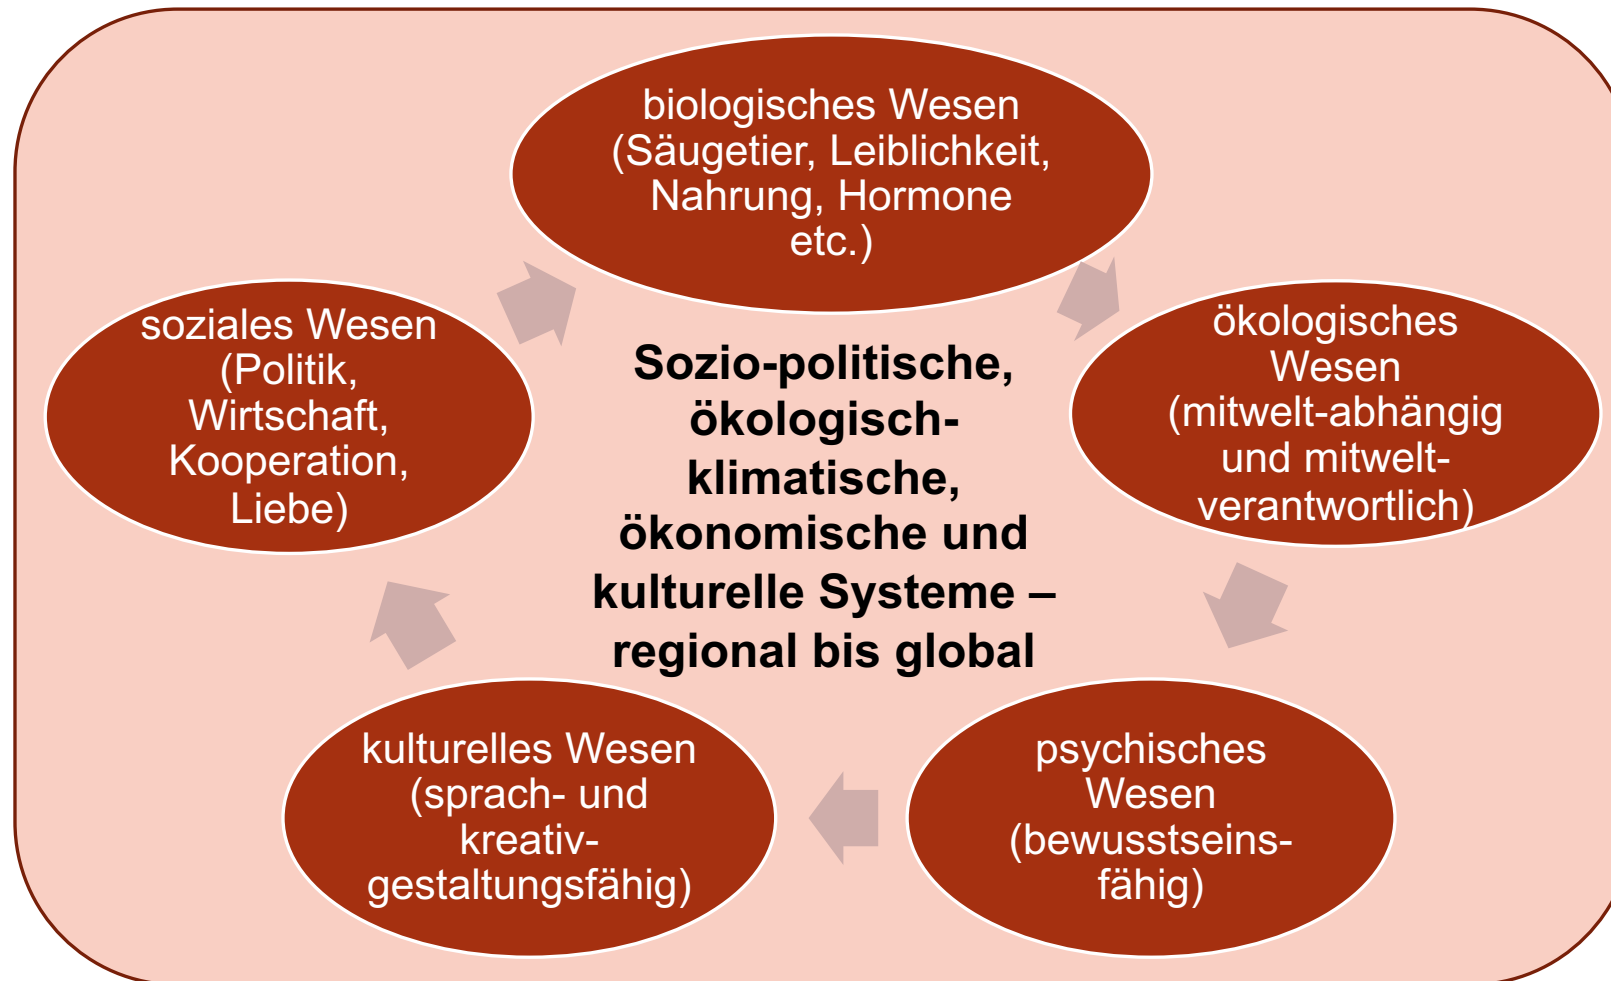 biologisches Wesen
(Säugetier, Leiblichkeit,
Nahrung, Hormone
etc.)
ökologisches
Wesen
(mitwelt-abhängig
und mitwelt-
verantwortlich)
psychisches
Wesen
(bewusstseins-
fähig)
kulturelles Wesen
(sprach- und
kreativ-
gestaltungsfähig)
soziales Wesen
(Politik,
Wirtschaft,
Kooperation,
Liebe)
Sozio-politische,
ökologisch-
klimatische,
ökonomische und
kulturelle Systeme –
regional bis global